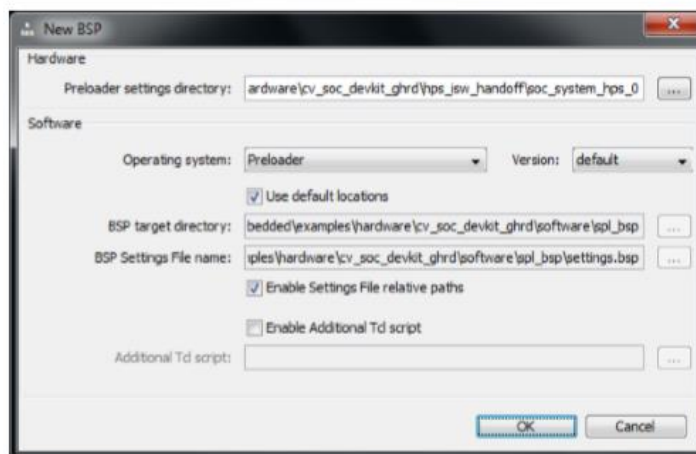 New BSP
Hardware
Preloader settings directory: ardware\cv_soc_devkit_ghrd\hps_isw_handoff\soc_system_hps_0 ...
Software
Operating system: Preloader Version: default
Use default locations
BSP target directory: bedded\examples\hardware\cv_soc_devkit_ghrd\software\spl_bsp ...
BSP Settings File name: ples\hardware\cv_soc_devkit_ghrd\software\spl_bsp\settings.bsp ...
Enable Settings File relative paths
Enable Additional Tcl script
Additional Tcl script: ...
OK Cancel